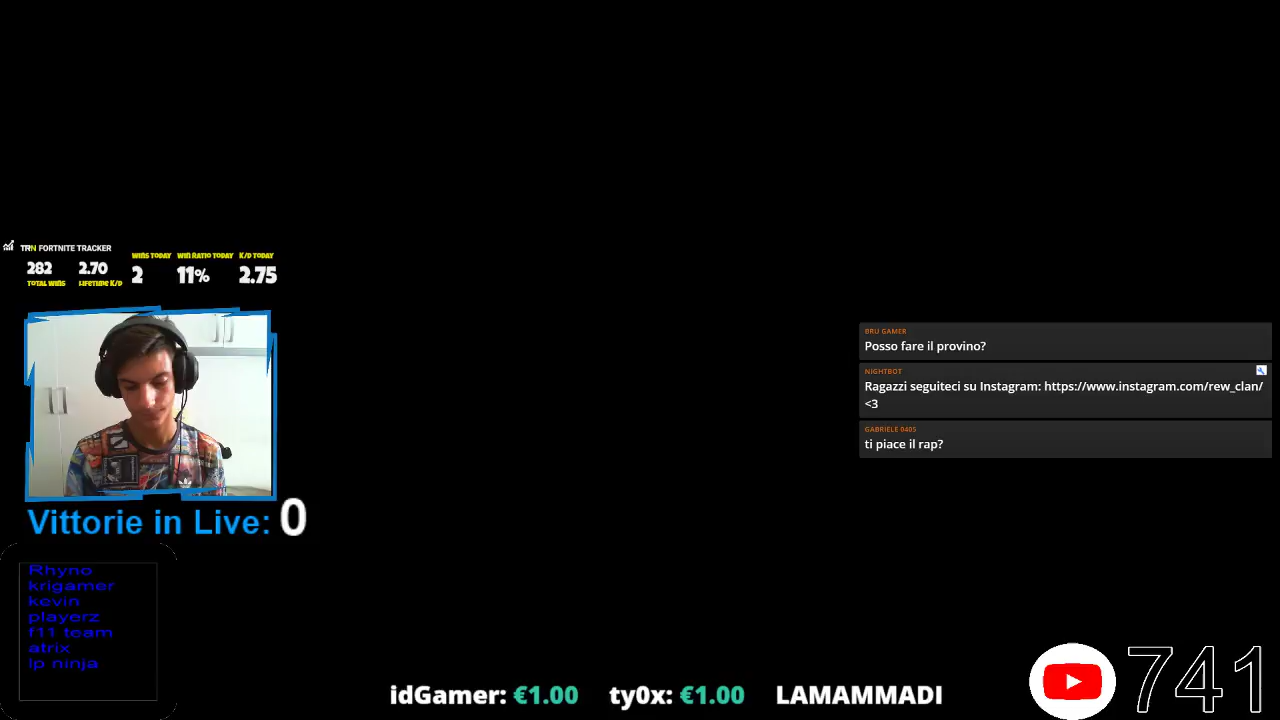 TRN FORTNITE TRACKER
282
TOTAL WINS
2.70
LIFETIME K/D
WINS TODAY
2
WIN RATIO TODAY
11%
K/D TODAY
2.75
Vittorie in Live: 0
Rhyno
krigamer
kevin
playerz
f11 team
atrix
lp ninja
BRU GAMER
Posso fare il provino?
NIGHTBOT
Ragazzi seguiteci su Instagram: https://www.instagram.com/rew_clan/
<3
GABRIELE 0405
ti piace il rap?
idGamer: €1.00 ty0x: €1.00 LAMAMMADI
741